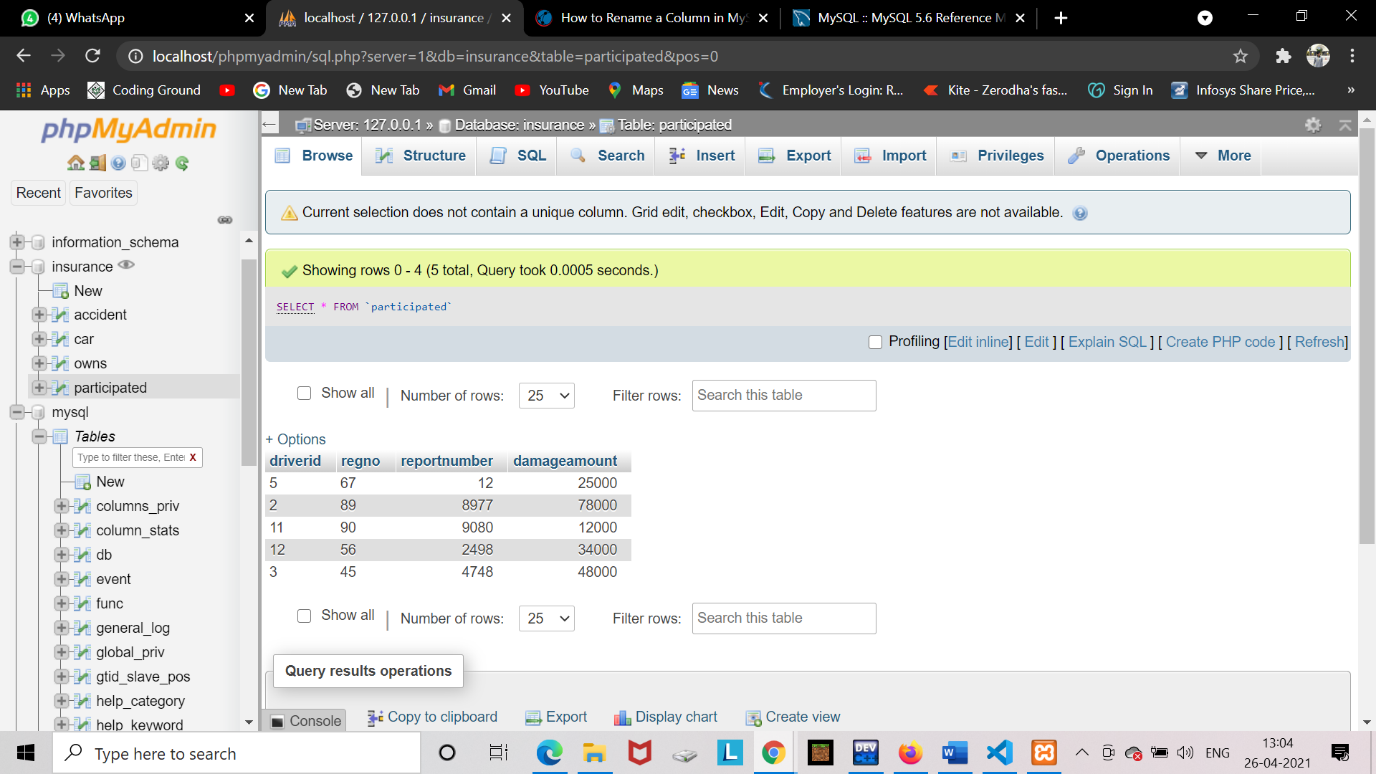 (4) WhatsApp
localhost / 127.0.0.1 / insurance /
How to Rename a Column in My
MySQL :: MySQL 5.6 Reference M
localhost/phpmyadmin/sql.php?server=1&db=insurance&table=participated&pos=0
Apps Coding Ground New Tab New Tab Gmail YouTube Maps News Employer's Login: R... Kite - Zerodha's fas... Sign In Infosys Share Price,... »
phpMyAdmin
Recent Favorites
information_schema
insurance
New
accident
car
owns
participated
mysql
Tables
Type to filter these, Enter X
New
columns_priv
column_stats
db
event
func
general_log
global_priv
gtid_slave_pos
help_category
help_keyword
Server: 127.0.0.1 » Database: insurance » Table: participated
Browse Structure SQL Search Insert Export Import Privileges Operations More
Current selection does not contain a unique column. Grid edit, checkbox, Edit, Copy and Delete features are not available.
Showing rows 0 - 4 (5 total, Query took 0.0005 seconds.)
SELECT * FROM `participated`
Profiling [Edit inline] [ Edit ] [ Explain SQL ] [ Create PHP code ] [ Refresh]
Show all | Number of rows: 25 Filter rows: Search this table
+ Options
driverid regno reportnumber damageamount
5 67 12 25000
2 89 8977 78000
11 90 9080 12000
12 56 2498 34000
3 45 4748 48000
Show all | Number of rows: 25 Filter rows: Search this table
Query results operations
Console Copy to clipboard Export Display chart Create view
Type here to search
ENG
13:04
26-04-2021